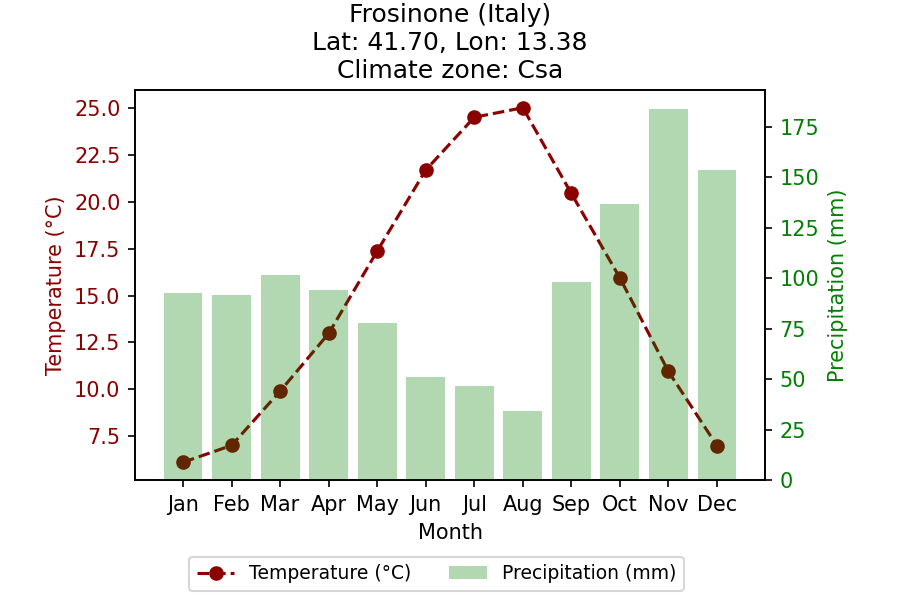 Frosinone (Italy)
Lat: 41.70, Lon: 13.38
Climate zone: Csa
Temperature (°C)
25.0
22.5
20.0
17.5
15.0
12.5
10.0
7.5
175
150
125
100
75
50
25
0
Precipitation (mm)
Jan Feb Mar Apr May Jun Jul Aug Sep Oct Nov Dec
Month
Temperature (°C) Precipitation (mm)